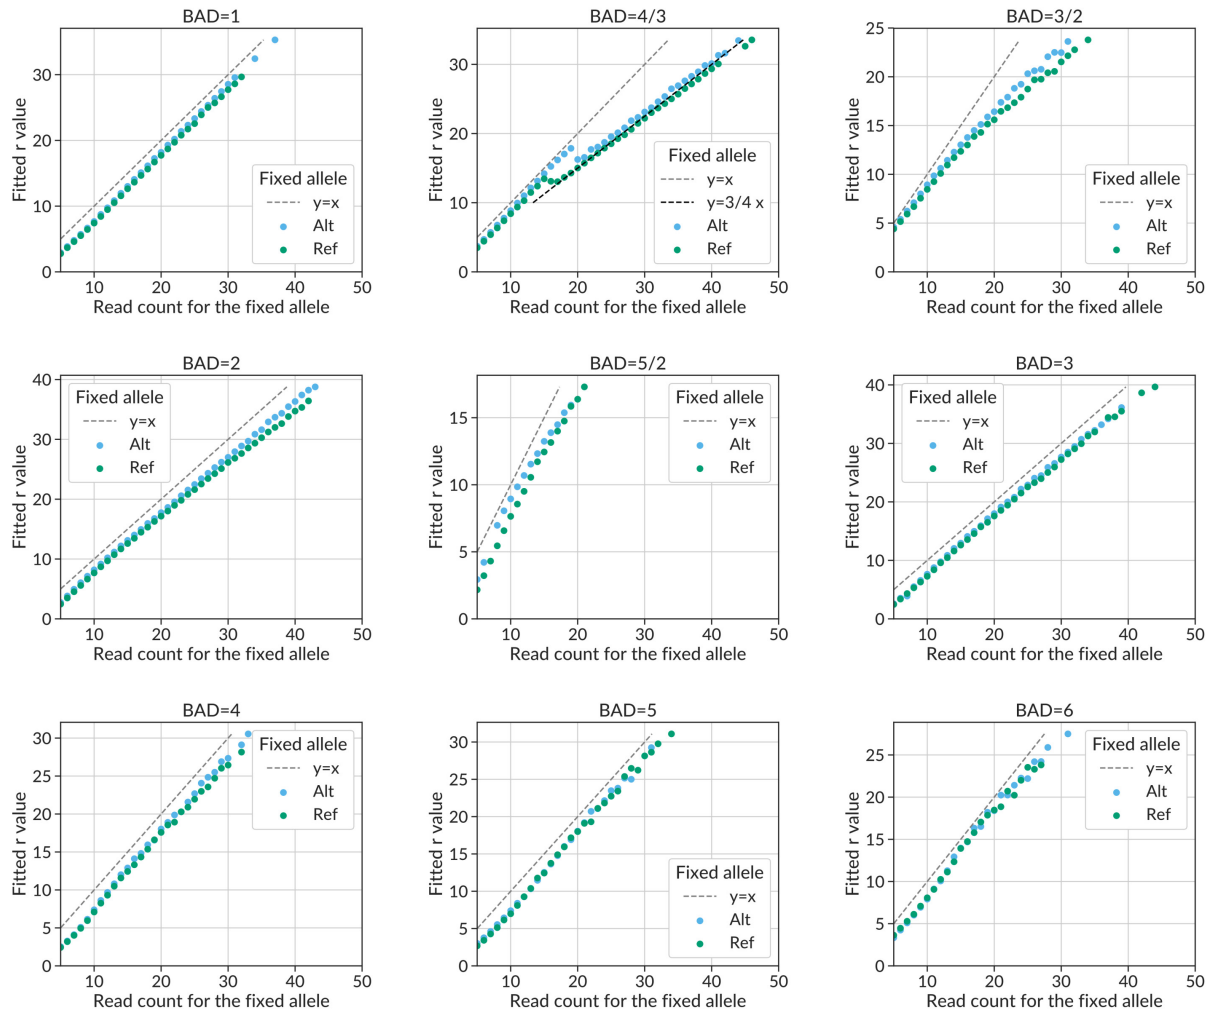 BAD=1
Fitted r value
30
20
10
0
Fixed allele
y=x
Alt
Ref
10 20 30 40 50
Read count for the fixed allele
BAD=4/3
Fitted r value
30
20
10
0
Fixed allele
y=x
y=3/4 x
Alt
Ref
10 20 30 40 50
Read count for the fixed allele
BAD=3/2
Fitted r value
25
20
15
10
5
0
Fixed allele
y=x
Alt
Ref
10 20 30 40 50
Read count for the fixed allele
BAD=2
Fitted r value
40
30
20
10
0
Fixed allele
y=x
Alt
Ref
10 20 30 40 50
Read count for the fixed allele
BAD=5/2
Fitted r value
15
10
5
0
Fixed allele
y=x
Alt
Ref
10 20 30 40 50
Read count for the fixed allele
BAD=3
Fitted r value
40
30
20
10
0
Fixed allele
y=x
Alt
Ref
10 20 30 40 50
Read count for the fixed allele
BAD=4
Fitted r value
30
25
20
15
10
5
0
Fixed allele
y=x
Alt
Ref
10 20 30 40 50
Read count for the fixed allele
BAD=5
Fitted r value
30
25
20
15
10
5
0
Fixed allele
y=x
Alt
Ref
10 20 30 40 50
Read count for the fixed allele
BAD=6
Fitted r value
25
20
15
10
5
0
Fixed allele
y=x
Alt
Ref
10 20 30 40 50
Read count for the fixed allele